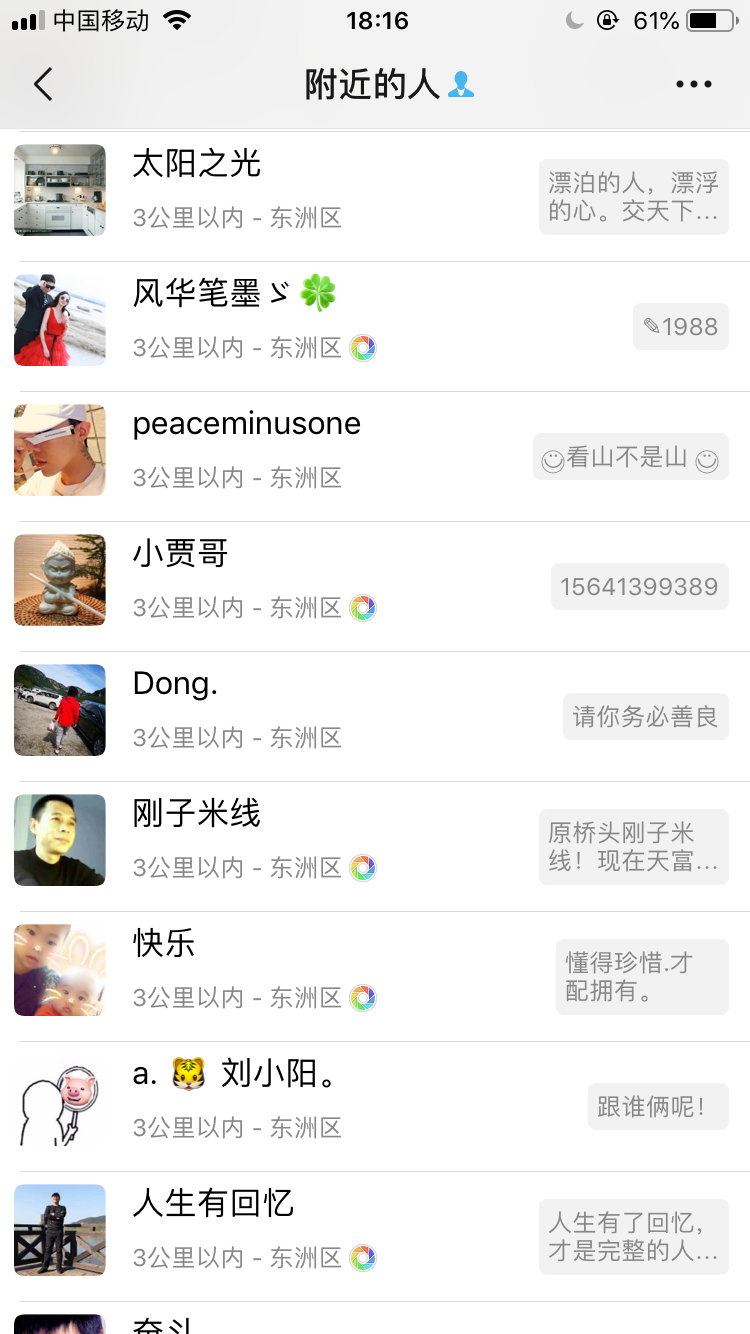 中国移动
18:16
61%
附近的人
太阳之光
3公里以内 - 东洲区
漂泊的人，漂浮
的心。交天下...
风华笔墨ゞ🍀
3公里以内 - 东洲区
✎1988
peaceminusone
3公里以内 - 东洲区
看山不是山
小贾哥
3公里以内 - 东洲区
15641399389
Dong.
3公里以内 - 东洲区
请你务必善良
刚子米线
3公里以内 - 东洲区
原桥头刚子米
线！现在天富...
快乐
3公里以内 - 东洲区
懂得珍惜.才
配拥有。
a. 🐯 刘小阳。
3公里以内 - 东洲区
跟谁俩呢！
人生有回忆
3公里以内 - 东洲区
人生有了回忆，
才是完整的人...
奋斗